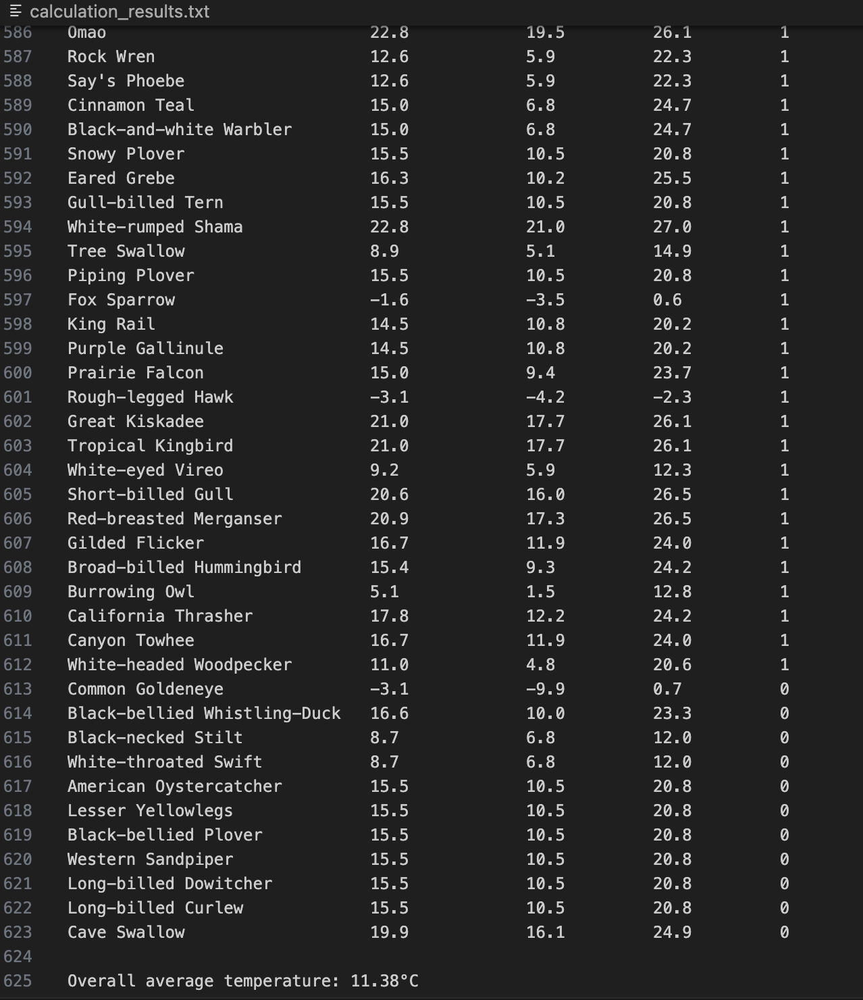 calculation_results.txt
586 Omao 22.8 19.5 26.1 1
587 Rock Wren 12.6 5.9 22.3 1
588 Say's Phoebe 12.6 5.9 22.3 1
589 Cinnamon Teal 15.0 6.8 24.7 1
590 Black-and-white Warbler 15.0 6.8 24.7 1
591 Snowy Plover 15.5 10.5 20.8 1
592 Eared Grebe 16.3 10.2 25.5 1
593 Gull-billed Tern 15.5 10.5 20.8 1
594 White-rumped Shama 22.8 21.0 27.0 1
595 Tree Swallow 8.9 5.1 14.9 1
596 Piping Plover 15.5 10.5 20.8 1
597 Fox Sparrow -1.6 -3.5 0.6 1
598 King Rail 14.5 10.8 20.2 1
599 Purple Gallinule 14.5 10.8 20.2 1
600 Prairie Falcon 15.0 9.4 23.7 1
601 Rough-legged Hawk -3.1 -4.2 -2.3 1
602 Great Kiskadee 21.0 17.7 26.1 1
603 Tropical Kingbird 21.0 17.7 26.1 1
604 White-eyed Vireo 9.2 5.9 12.3 1
605 Short-billed Gull 20.6 16.0 26.5 1
606 Red-breasted Merganser 20.9 17.3 26.5 1
607 Gilded Flicker 16.7 11.9 24.0 1
608 Broad-billed Hummingbird 15.4 9.3 24.2 1
609 Burrowing Owl 5.1 1.5 12.8 1
610 California Thrasher 17.8 12.2 24.2 1
611 Canyon Towhee 16.7 11.9 24.0 1
612 White-headed Woodpecker 11.0 4.8 20.6 1
613 Common Goldeneye -3.1 -9.9 0.7 0
614 Black-bellied Whistling-Duck 16.6 10.0 23.3 0
615 Black-necked Stilt 8.7 6.8 12.0 0
616 White-throated Swift 8.7 6.8 12.0 0
617 American Oystercatcher 15.5 10.5 20.8 0
618 Lesser Yellowlegs 15.5 10.5 20.8 0
619 Black-bellied Plover 15.5 10.5 20.8 0
620 Western Sandpiper 15.5 10.5 20.8 0
621 Long-billed Dowitcher 15.5 10.5 20.8 0
622 Long-billed Curlew 15.5 10.5 20.8 0
623 Cave Swallow 19.9 16.1 24.9 0
624
625 Overall average temperature: 11.38°C